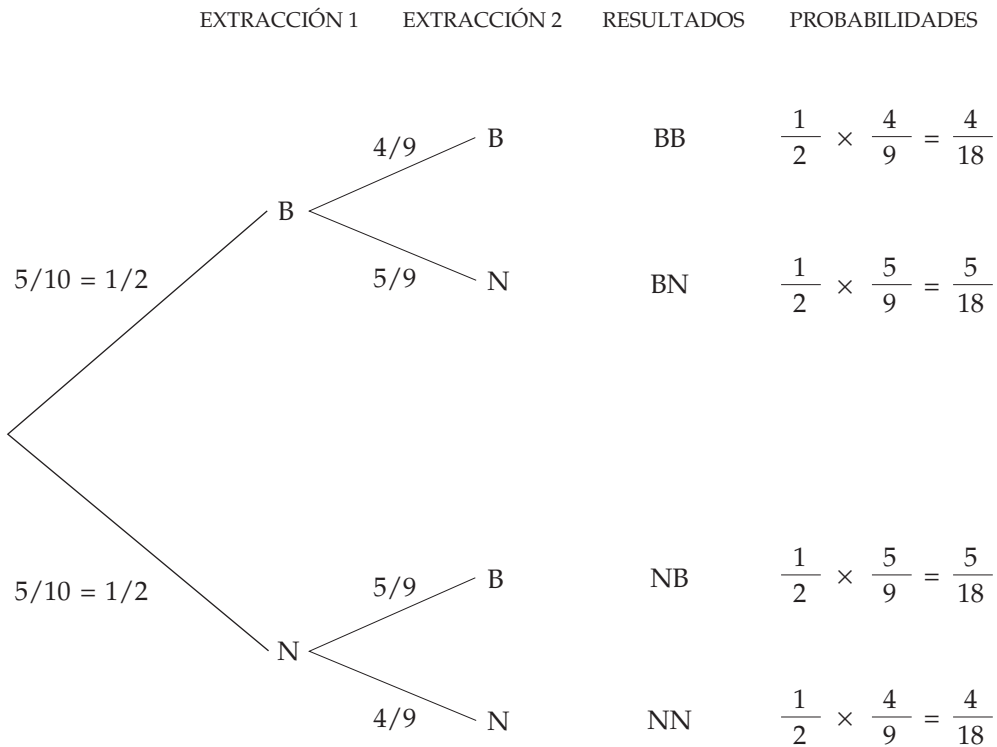 EXTRACCIÓN 1 EXTRACCIÓN 2 RESULTADOS PROBABILIDADES
4/9 B BB 1/2 × 4/9 = 4/18
B
5/10 = 1/2 5/9 N BN 1/2 × 5/9 = 5/18
5/10 = 1/2 5/9 B NB 1/2 × 5/9 = 5/18
N
4/9 N NN 1/2 × 4/9 = 4/18